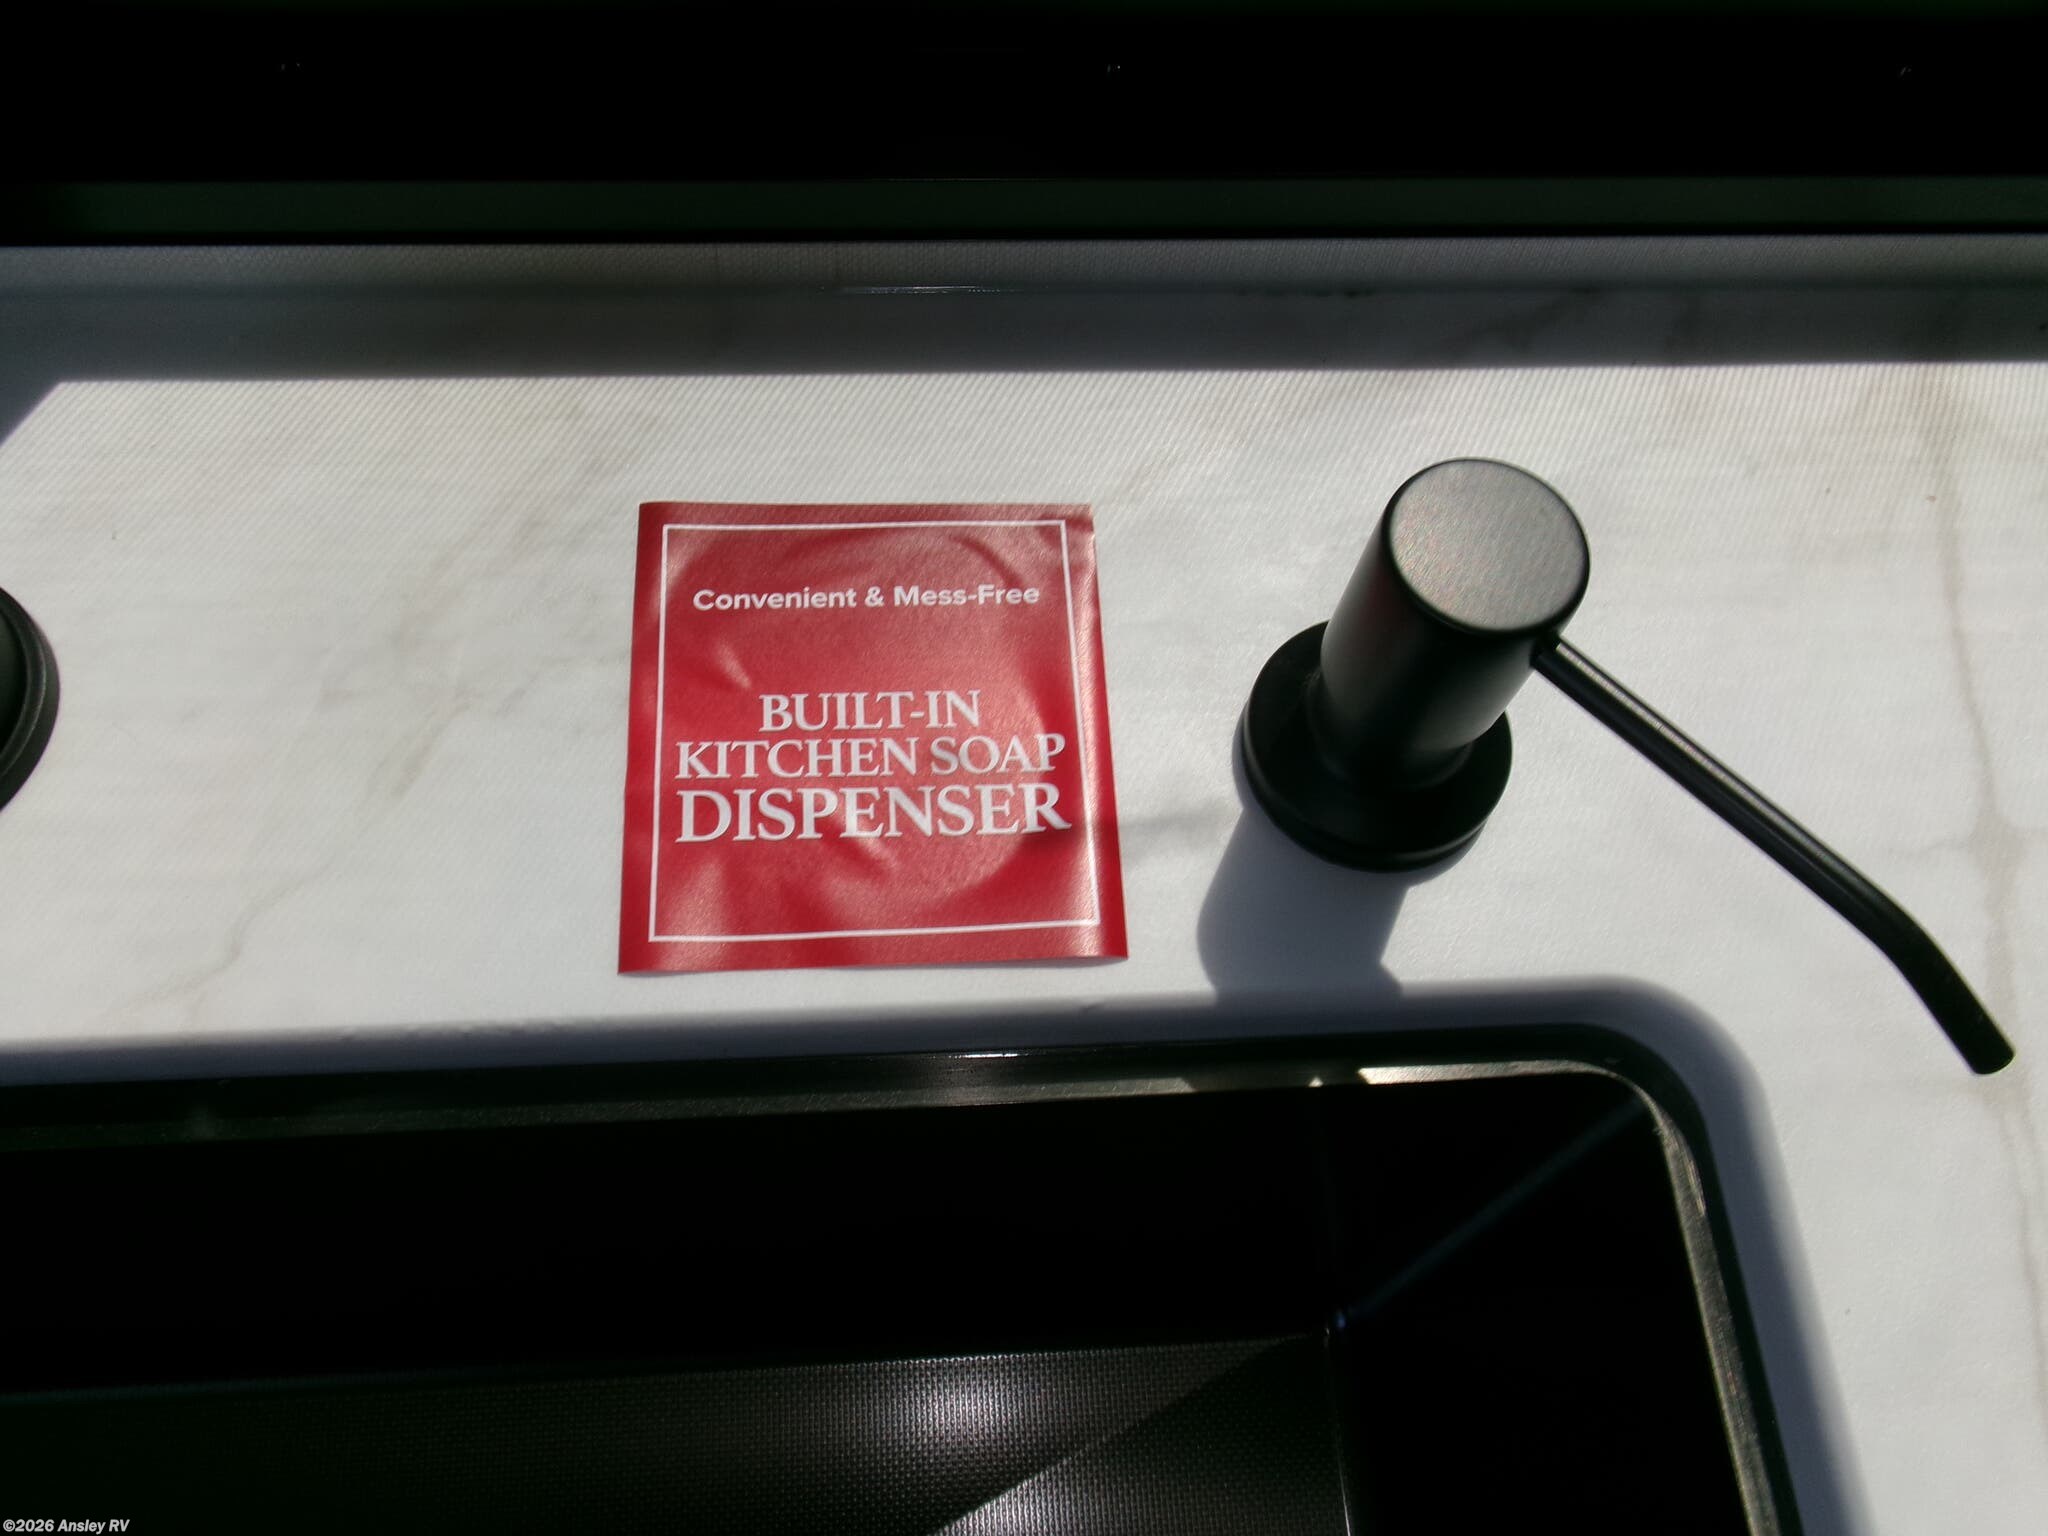 Convenient & Mess-Free
BUILT-IN
KITCHEN SOAP
DISPENSER
©2026 Ansley RV